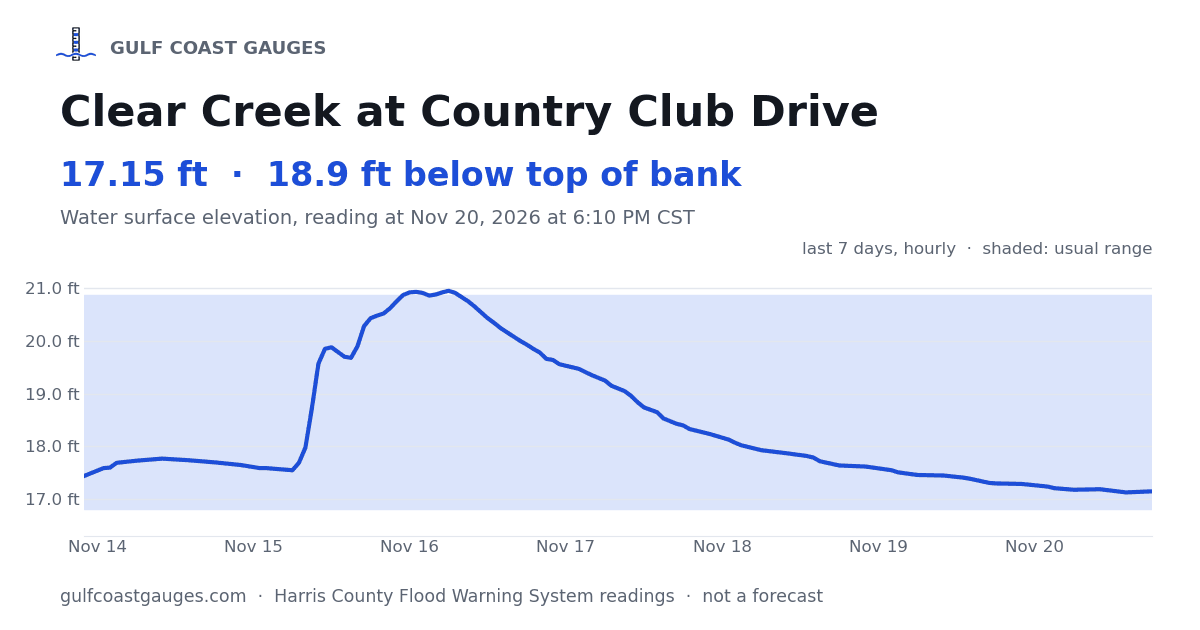 GULF COAST GAUGES
Clear Creek at Country Club Drive
17.15 ft · 18.9 ft below top of bank
Water surface elevation, reading at Nov 20, 2026 at 6:10 PM CST
last 7 days, hourly · shaded: usual range
21.0 ft
20.0 ft
19.0 ft
18.0 ft
17.0 ft
Nov 14 Nov 15 Nov 16 Nov 17 Nov 18 Nov 19 Nov 20
gulfcoastgauges.com · Harris County Flood Warning System readings · not a forecast